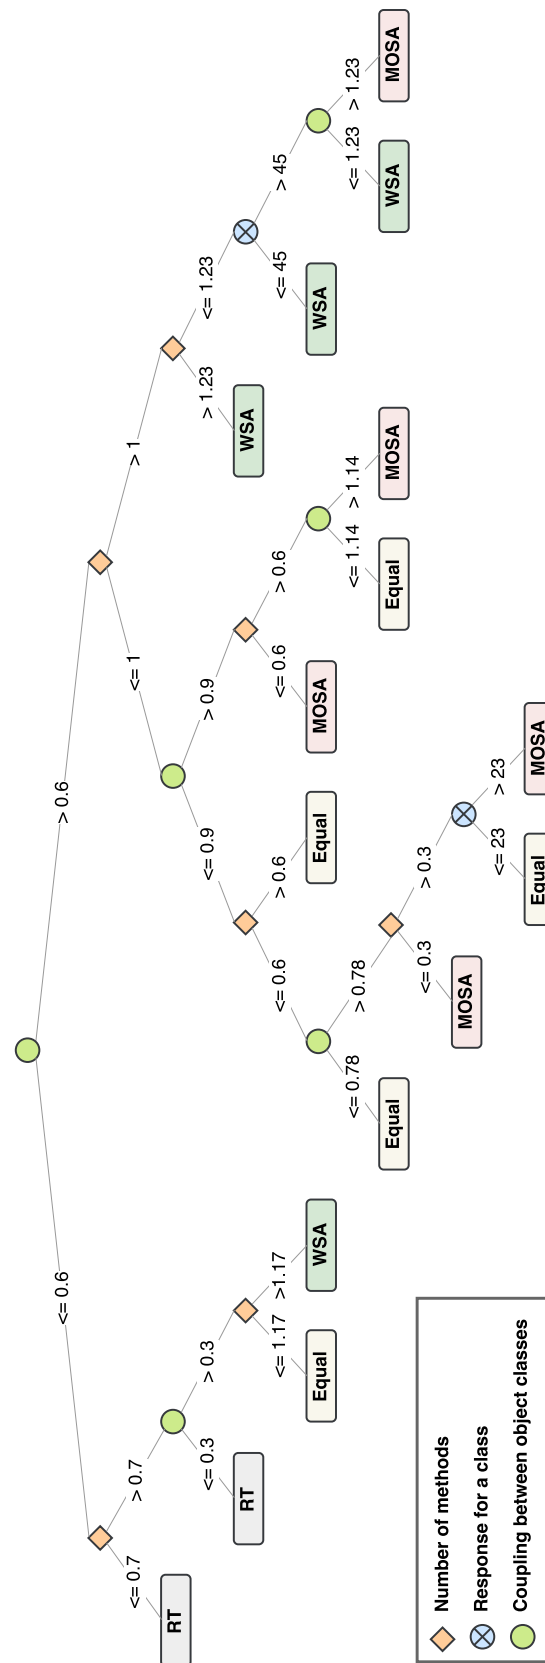 <= 0.6
> 0.6
<= 0.7
> 0.7
<= 1
> 1
RT
<= 0.3
> 0.3
<= 0.9
> 0.9
> 1.23
<= 1.23
RT
<= 1.17
>1.17
<= 0.6
> 0.6
<= 0.6
> 0.6
WSA
<= 45
> 45
Equal
WSA
<= 0.78
> 0.78
Equal
MOSA
<= 1.14
> 1.14
WSA
<= 1.23
> 1.23
Equal
<= 0.3
> 0.3
Equal
MOSA
WSA
MOSA
MOSA
<= 23
> 23
Equal
MOSA
Number of methods
Response for a class
Coupling between object classes